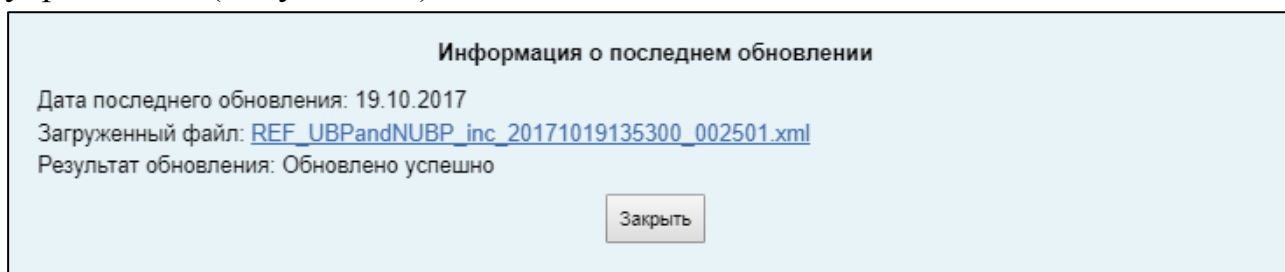 Информация о последнем обновлении
Дата последнего обновления: 19.10.2017
Загруженный файл: REF_UBPandNUBP_inc_20171019135300_002501.xml
Результат обновления: Обновлено успешно
Закрыть